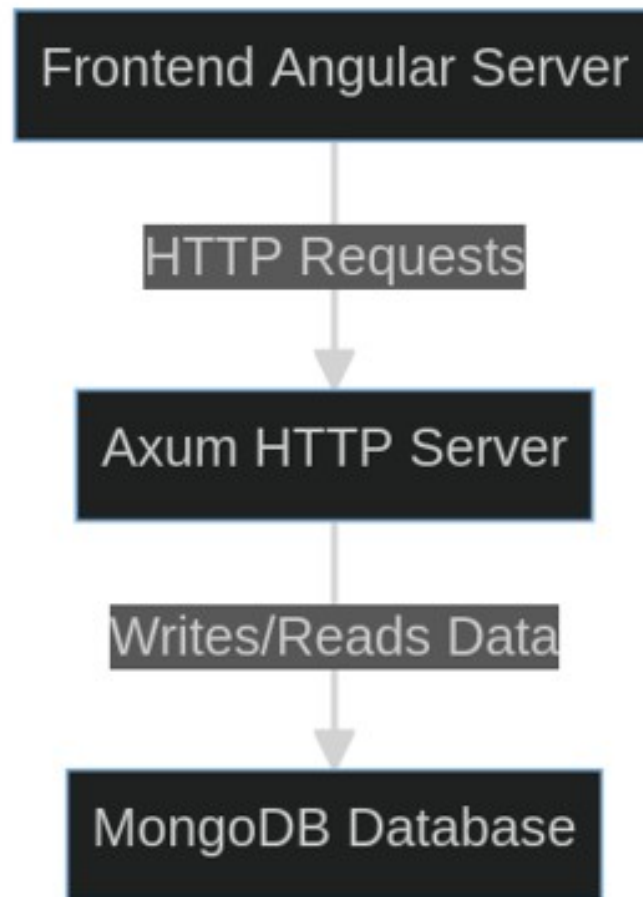 Frontend Angular Server
HTTP Requests
Axum HTTP Server
Writes/Reads Data
MongoDB Database